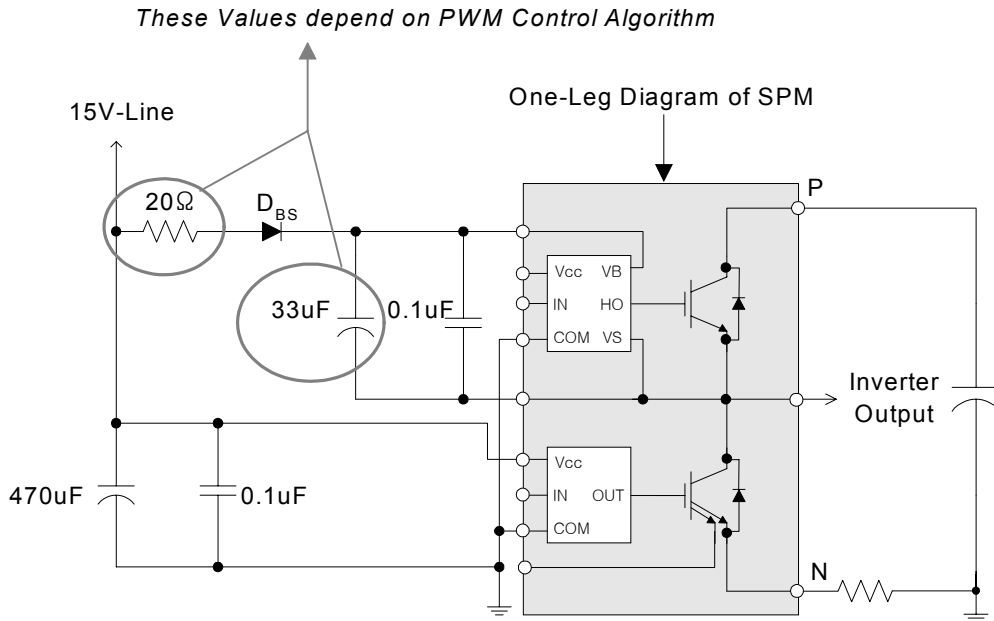 These Values depend on PWM Control Algorithm
15V-Line
One-Leg Diagram of SPM
P
20Ω
D_BS
Vcc
VB
IN
HO
COM
VS
33uF
0.1uF
Inverter
Output
Vcc
IN
OUT
COM
470uF
0.1uF
N